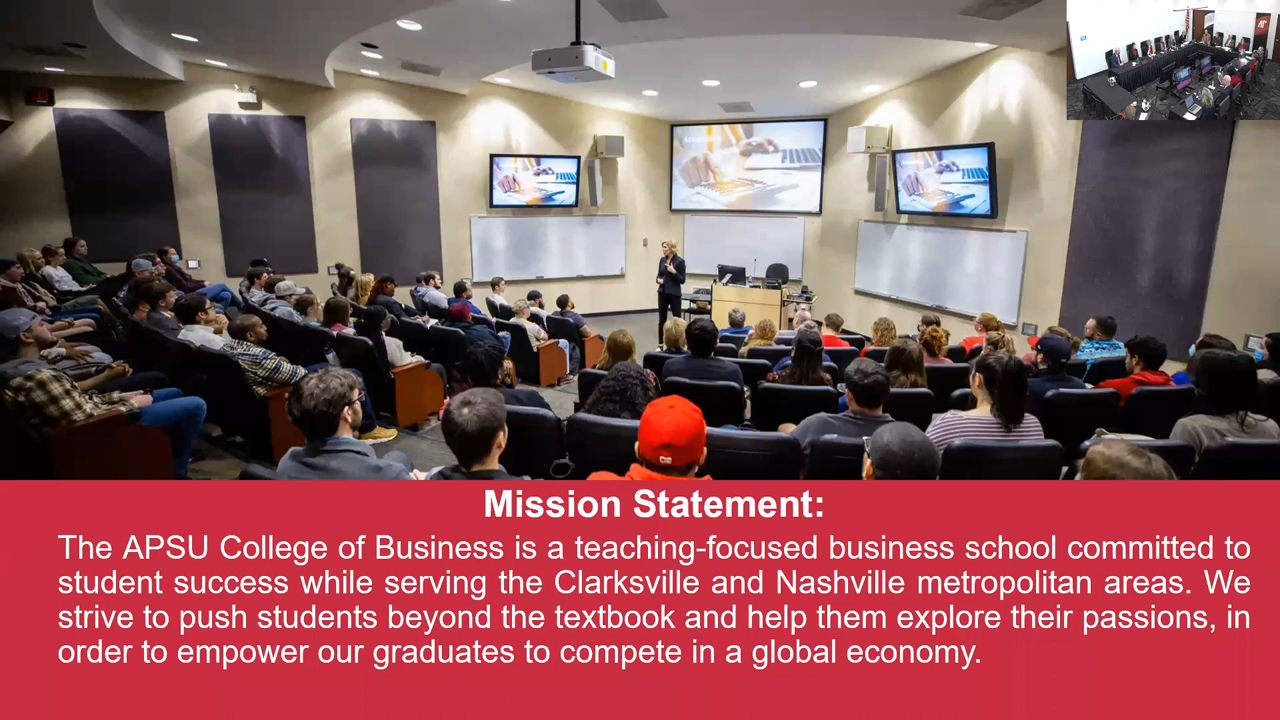 Mission Statement:
The APSU College of Business is a teaching-focused business school committed to
student success while serving the Clarksville and Nashville metropolitan areas. We
strive to push students beyond the textbook and help them explore their passions, in
order to empower our graduates to compete in a global economy.